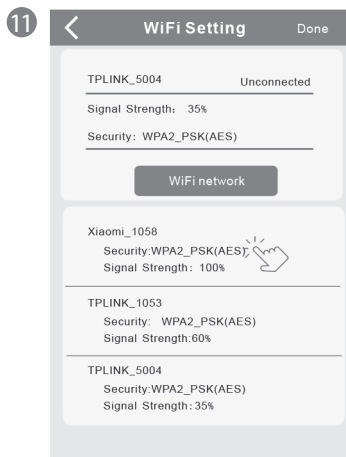 11
WiFi Setting Done
TPLINK_5004 Unconnected
Signal Strength: 35%
Security: WPA2_PSK(AES)
WiFi network
Xiaomi_1058
Security:WPA2_PSK(AES)
Signal Strength: 100%
TPLINK_1053
Security: WPA2_PSK(AES)
Signal Strength:60%
TPLINK_5004
Security:WPA2_PSK(AES)
Signal Strength:35%